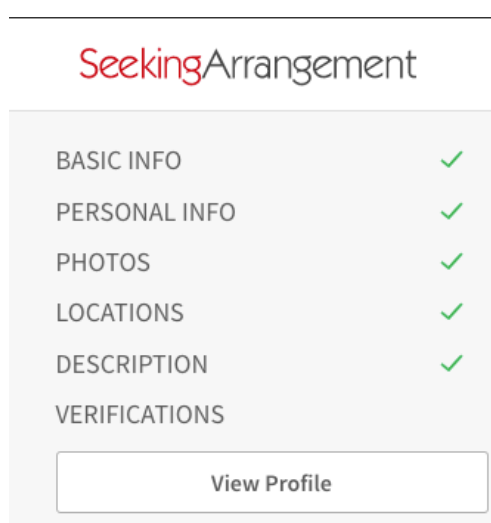 SeekingArrangement
BASIC INFO
PERSONAL INFO
PHOTOS
LOCATIONS
DESCRIPTION
VERIFICATIONS
View Profile